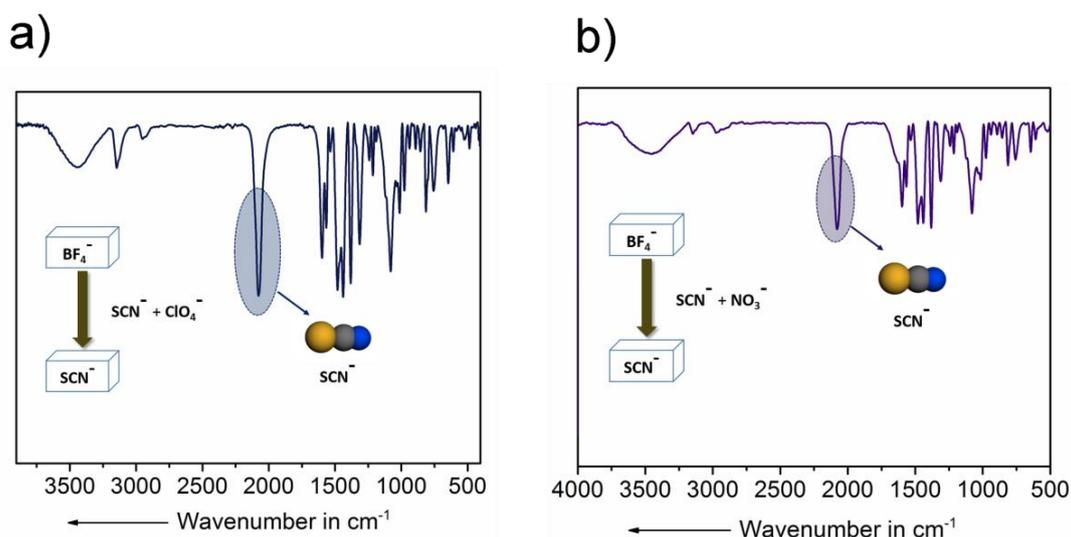 a)
BF₄⁻
SCN⁻ + ClO₄⁻
SCN⁻
SCN⁻
3500 3000 2500 2000 1500 1000 500
Wavenumber in cm⁻¹
b)
BF₄⁻
SCN⁻ + NO₃⁻
SCN⁻
SCN⁻
4000 3500 3000 2500 2000 1500 1000 500
Wavenumber in cm⁻¹